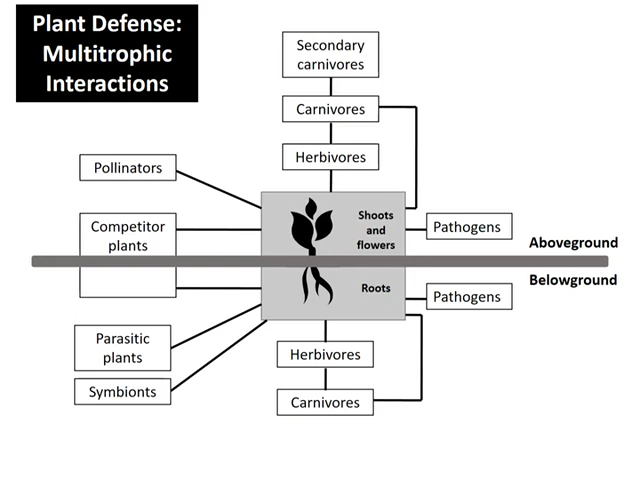 Plant Defense:
Multitrophic
Interactions
Secondary
carnivores
Carnivores
Herbivores
Pollinators
Competitor
plants
Shoots
and
flowers
Pathogens
Aboveground
Belowground
Roots
Pathogens
Parasitic
plants
Symbionts
Herbivores
Carnivores